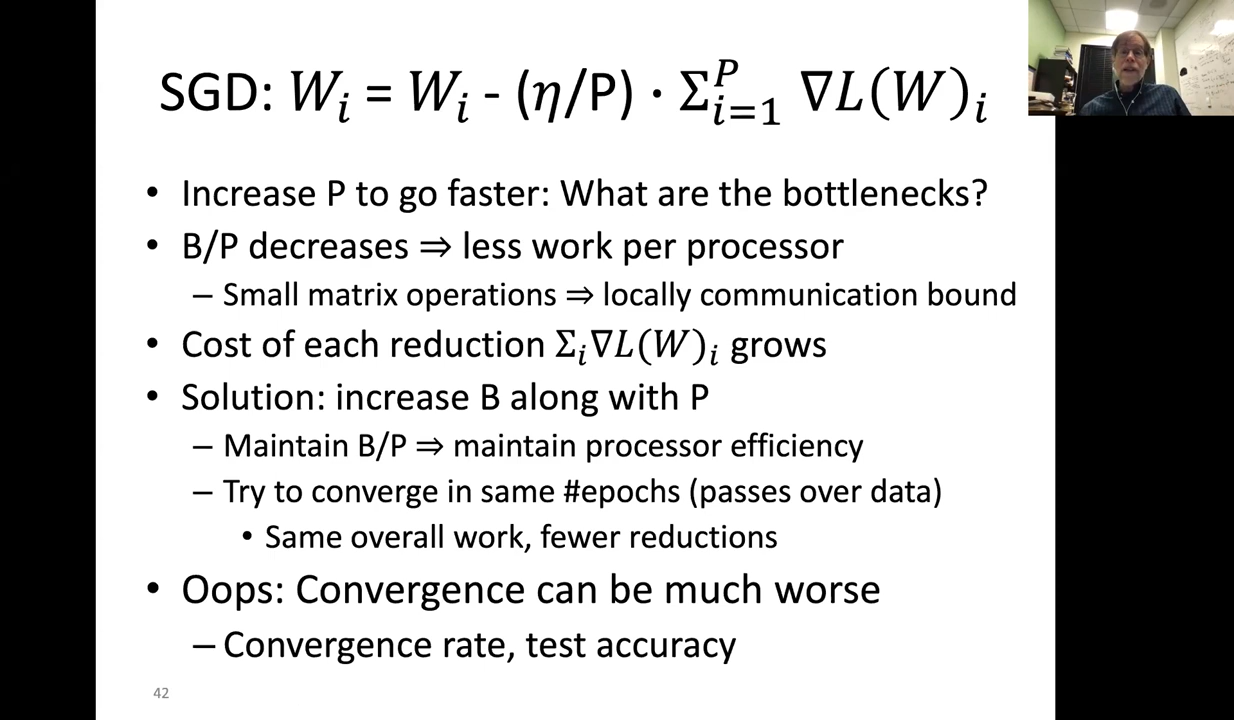 SGD: 𝑊ᵢ = 𝑊ᵢ - (𝜂/P) · Σᵢ₌₁ᴾ ∇𝐿(𝑊)ᵢ
• Increase P to go faster: What are the bottlenecks?
• B/P decreases ⇒ less work per processor
– Small matrix operations ⇒ locally communication bound
• Cost of each reduction Σᵢ∇𝐿(𝑊)ᵢ grows
• Solution: increase B along with P
– Maintain B/P ⇒ maintain processor efficiency
– Try to converge in same #epochs (passes over data)
• Same overall work, fewer reductions
• Oops: Convergence can be much worse
– Convergence rate, test accuracy
42